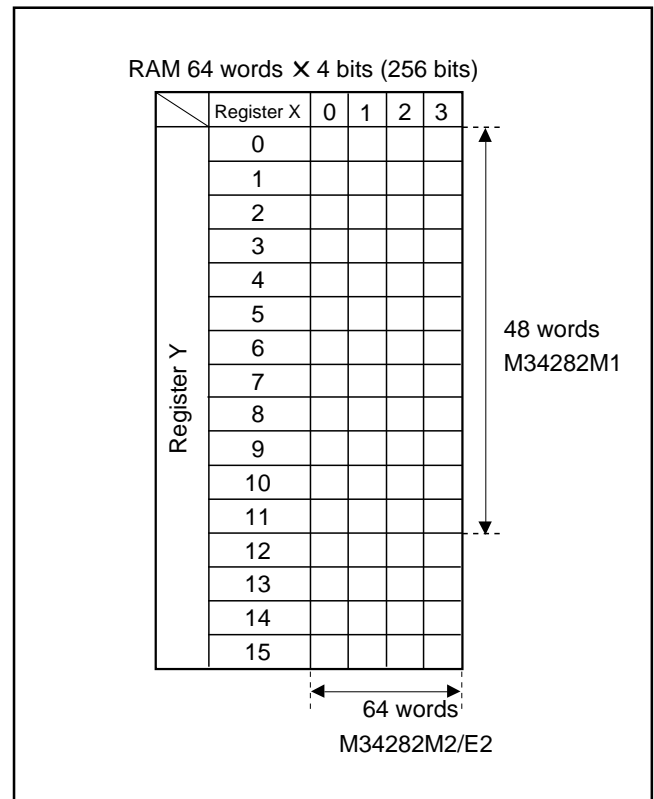 RAM 64 words × 4 bits (256 bits)
Register X 0 1 2 3
0
1
2
3
4
5
6
7
8
9
10
11
12
13
14
15
Register Y
48 words
M34282M1
64 words
M34282M2/E2